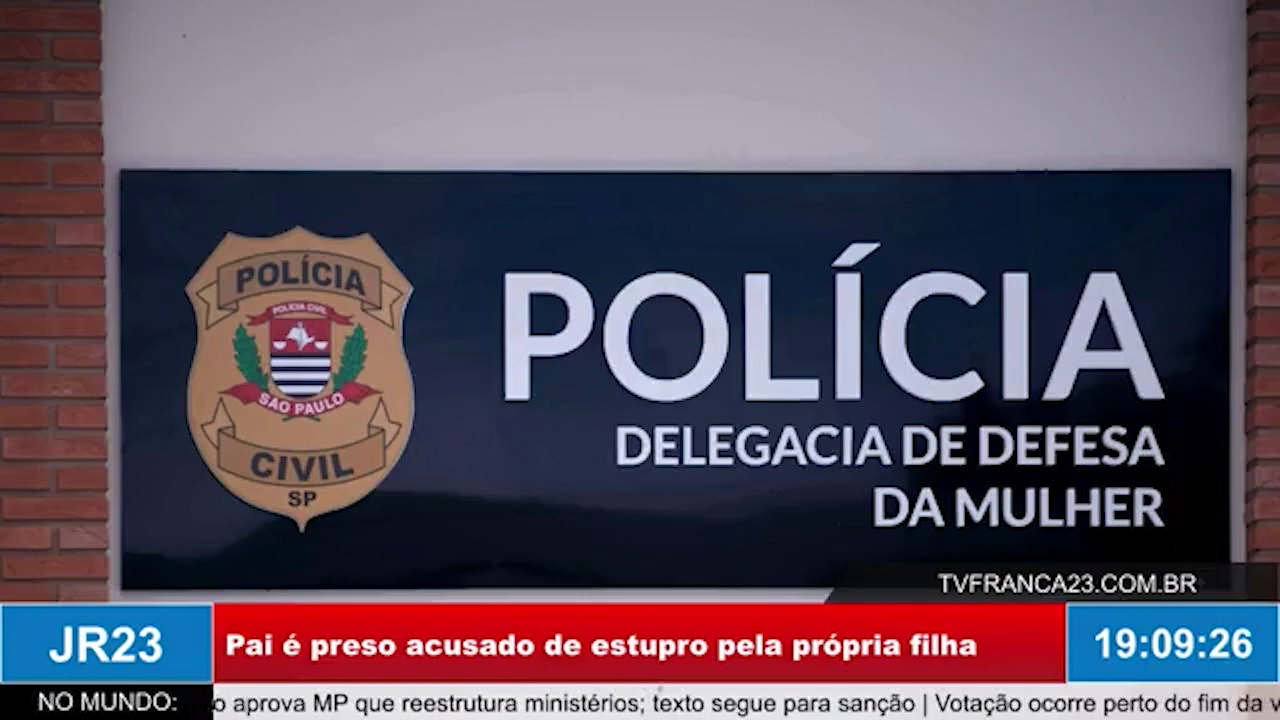 POLÍCIA
POLÍCIA CIVIL
SÃO PAULO
CIVIL
SP
POLÍCIA
DELEGACIA DE DEFESA
DA MULHER
TVFRANCA23.COM.BR
JR23
Pai é preso acusado de estupro pela própria filha
19:09:26
NO MUNDO:
o aprova MP que reestrutura ministérios; texto segue para sanção | Votação ocorre perto do fim da v